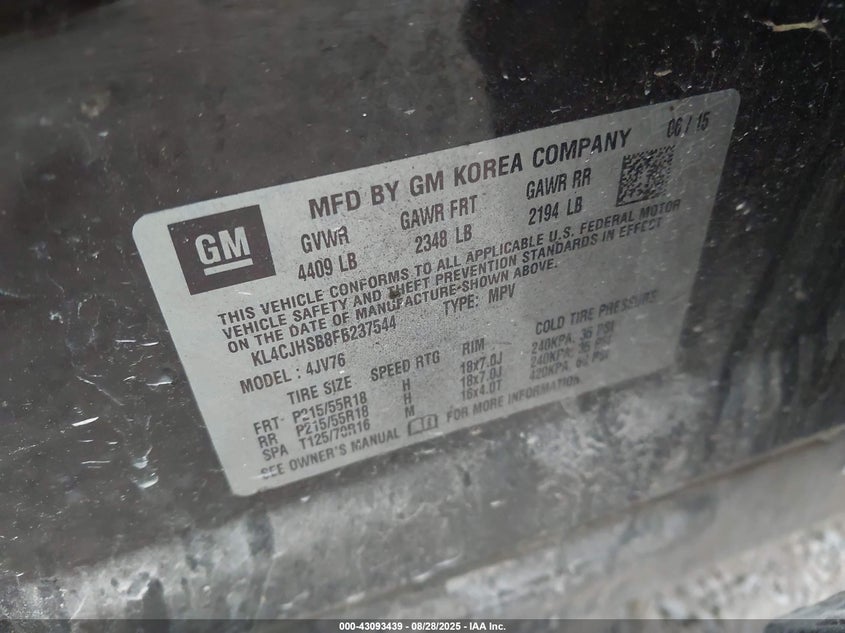 GM
MFD BY GM KOREA COMPANY
06 / 15
GVWR
GAWR FRT
GAWR RR
4409 LB
2348 LB
2194 LB
THIS VEHICLE CONFORMS TO ALL APPLICABLE U.S. FEDERAL MOTOR
VEHICLE SAFETY AND THEFT PREVENTION STANDARDS IN EFFECT
ON THE DATE OF MANUFACTURE-SHOWN ABOVE.
KL4CJHSB8FB237544
TYPE: MPV
MODEL : 4JV76
TIRE SIZE SPEED RTG RIM COLD TIRE PRESSURE
FRT- P215/55R18 H 18x7.0J 240KPA, 35 PSI
RR P215/55R18 H 18x7.0J 240KPA, 35 PSI
SPA T125/70R16 M 16x4.0T 420KPA, PSI
SEE OWNER'S MANUAL FOR MORE INFORMATION
000-43093439 - 08/28/2025 - IAA Inc.